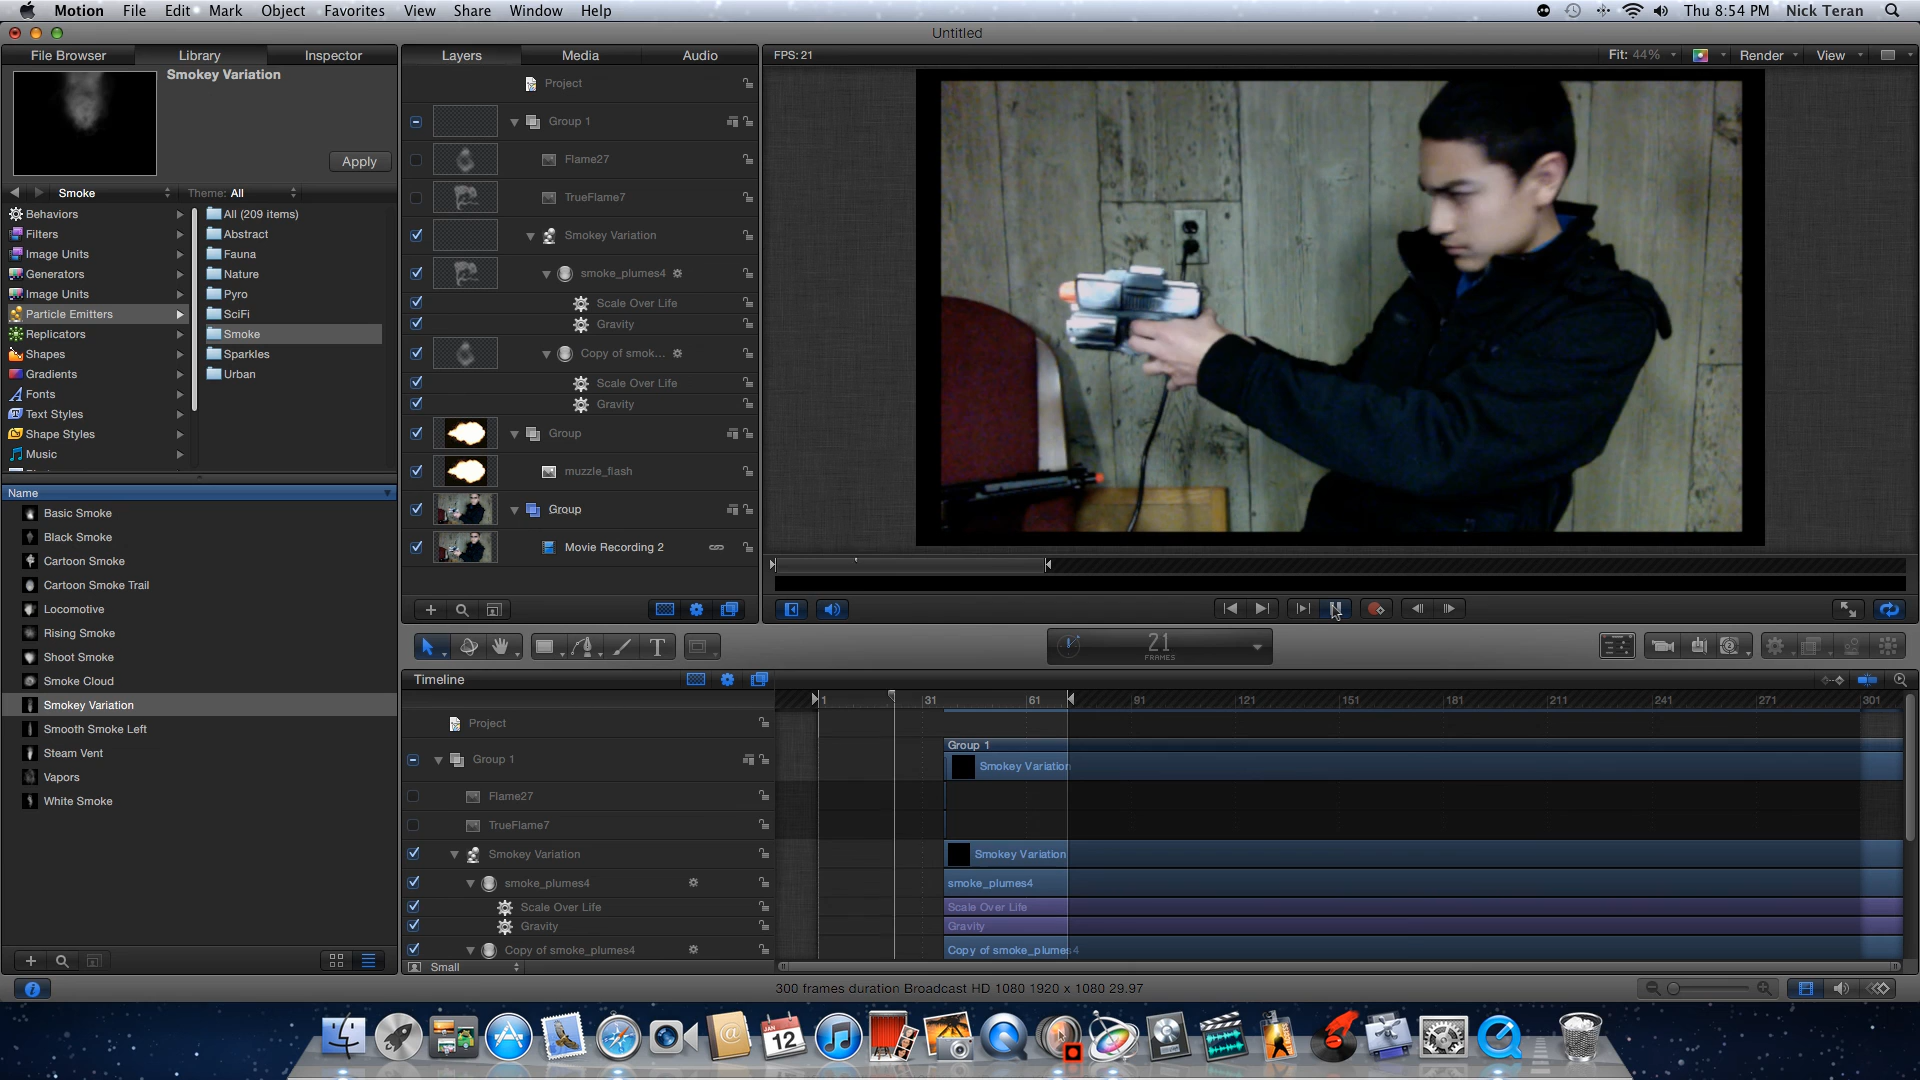 Motion File Edit Mark Object Favorites View Share Window Help Thu 8:54 PM Nick Teran
Untitled
File Browser Library Inspector Layers Media Audio FPS: 21 Fit: 44% Render View
Smokey Variation
Apply
Smoke Theme: All
Behaviors
Filters
Image Units
Generators
Image Units
Particle Emitters
Replicators
Shapes
Gradients
Fonts
Text Styles
Shape Styles
Music
All (209 items)
Abstract
Fauna
Nature
Pyro
SciFi
Smoke
Sparkles
Urban
Name
Basic Smoke
Black Smoke
Cartoon Smoke
Cartoon Smoke Trail
Locomotive
Rising Smoke
Shoot Smoke
Smoke Cloud
Smokey Variation
Smooth Smoke Left
Steam Vent
Vapors
White Smoke
Project
Group 1
Flame27
TrueFlame7
Smokey Variation
smoke_plumes4
Scale Over Life
Gravity
Copy of smok...
Scale Over Life
Gravity
Group
muzzle_flash
Group
Movie Recording 2
T
21
FRAMES
Timeline
1 31 61 91 121 151 181 211 241 271 301
Project
Group 1
Flame27
TrueFlame7
Smokey Variation
smoke_plumes4
Scale Over Life
Gravity
Copy of smoke_plumes4
Small
Group 1
Smokey Variation
Smokey Variation
smoke_plumes4
Scale Over Life
Gravity
Copy of smoke_plumes4
300 frames duration Broadcast HD 1080 1920 x 1080 29.97
JAN
12